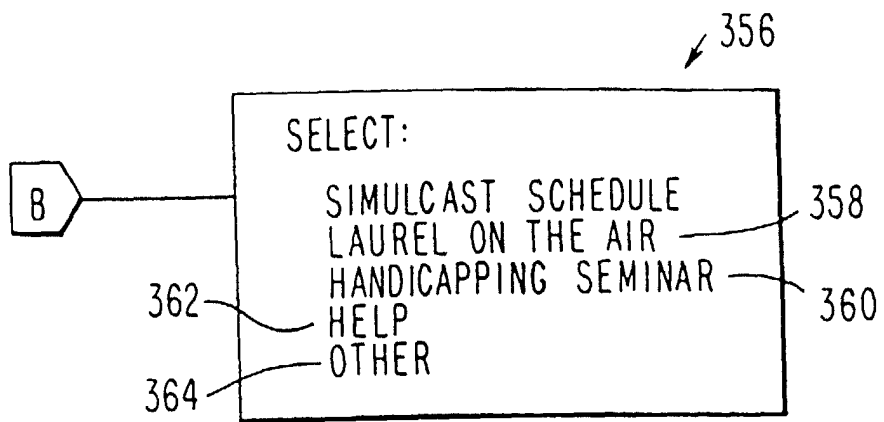 356
SELECT:
B
SIMULCAST SCHEDULE
LAUREL ON THE AIR
358
HANDICAPPING SEMINAR
360
362
HELP
364
OTHER